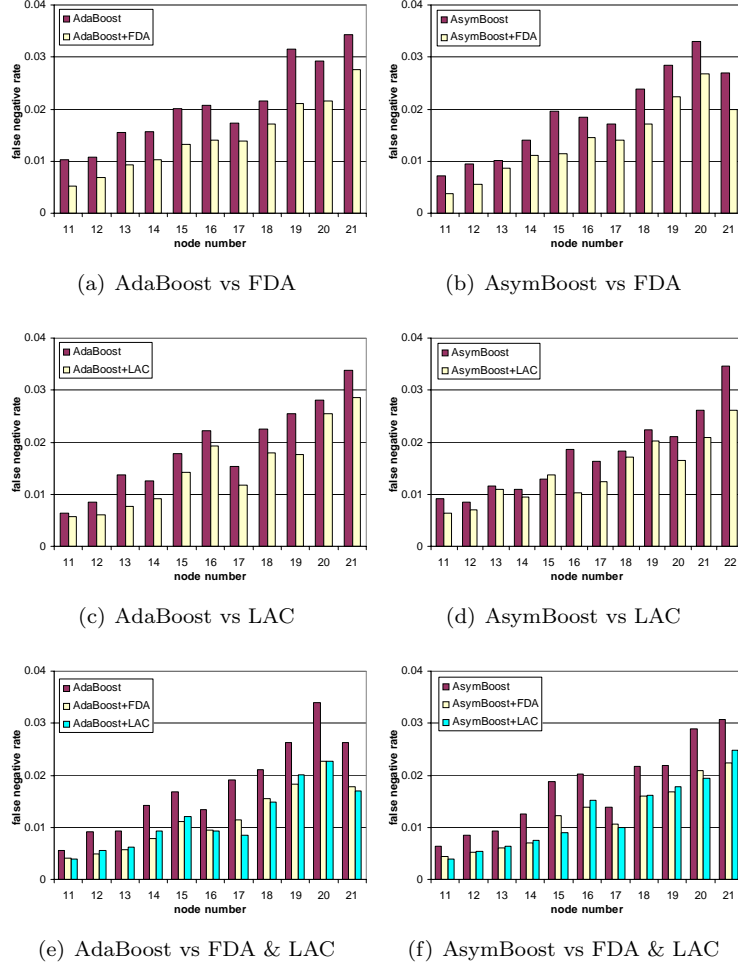 0.04
0.03
0.02
0.01
0
false negative rate
AdaBoost
AdaBoost+FDA
11 12 13 14 15 16 17 18 19 20 21
node number
(a) AdaBoost vs FDA
0.04
0.03
0.02
0.01
0
false negative rate
AsymBoost
AsymBoost+FDA
11 12 13 14 15 16 17 18 19 20 21
node number
(b) AsymBoost vs FDA
0.04
0.03
0.02
0.01
0
false negative rate
AdaBoost
AdaBoost+LAC
11 12 13 14 15 16 17 18 19 20 21
node number
(c) AdaBoost vs LAC
0.04
0.03
0.02
0.01
0
false negative rate
AsymBoost
AsymBoost+LAC
11 12 13 14 15 16 17 18 19 20 21 22
node number
(d) AsymBoost vs LAC
0.04
0.03
0.02
0.01
0
false negative rate
AdaBoost
AdaBoost+FDA
AdaBoost+LAC
11 12 13 14 15 16 17 18 19 20 21
node number
(e) AdaBoost vs FDA & LAC
0.04
0.03
0.02
0.01
0
false negative rate
AsymBoost
AsymBoost+FDA
AsymBoost+LAC
11 12 13 14 15 16 17 18 19 20 21
node number
(f) AsymBoost vs FDA & LAC